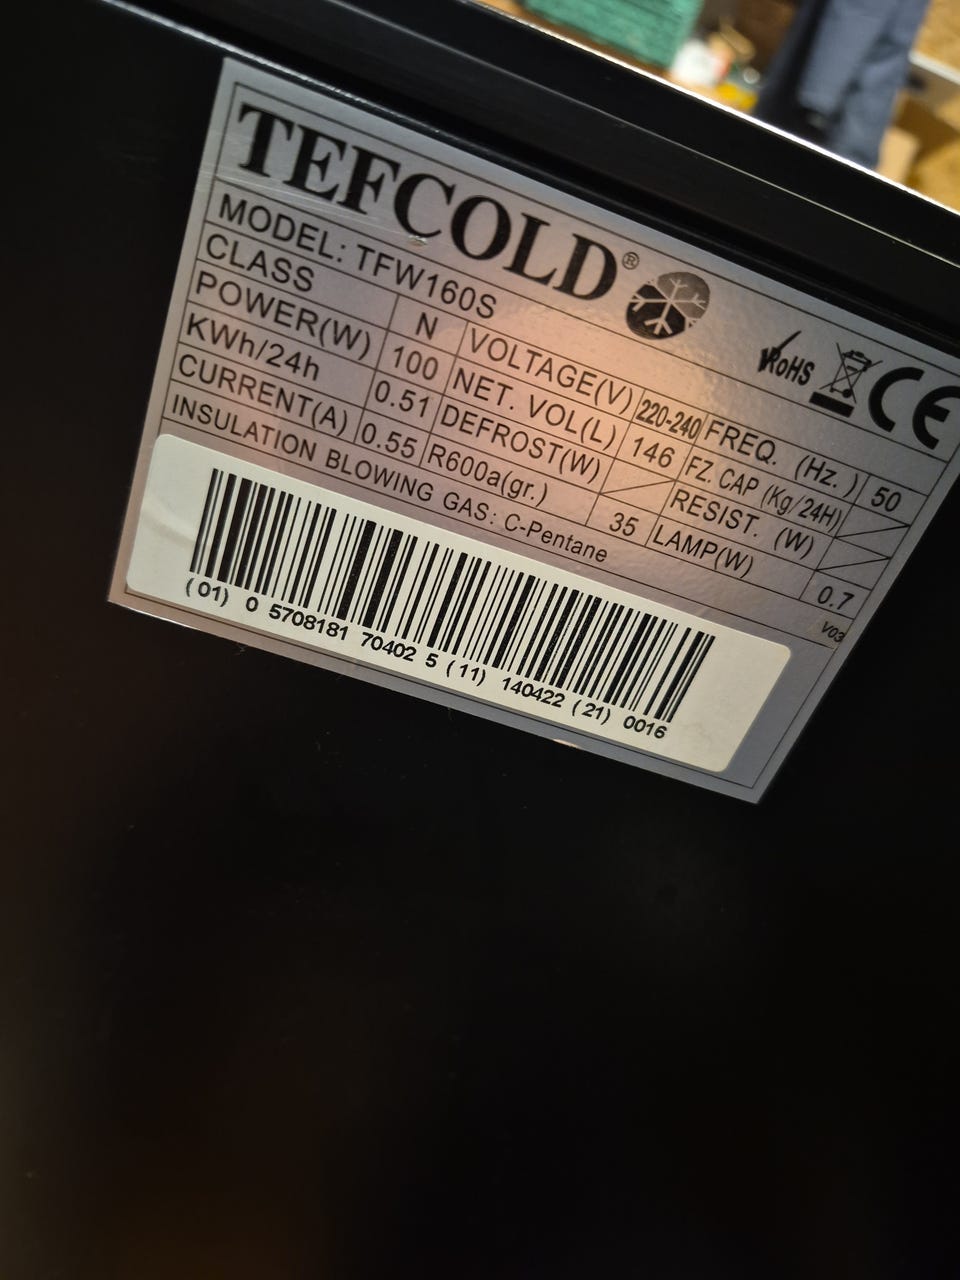 TEFCOLD®
MODEL: TFW160S
RoHS
CE
CLASS N VOLTAGE(V) 220-240 FREQ. (Hz.) 50
POWER(W) 100 NET. VOL(L) 146 FZ. CAP (Kg/24H)
KWh/24h 0.51 DEFROST(W) RESIST. (W)
CURRENT(A) 0.55 R600a(gr.) 35 LAMP(W) 0.7
INSULATION BLOWING GAS: C-Pentane V03
(01) 0 5708181 70402 5 (11) 140422 (21) 0016